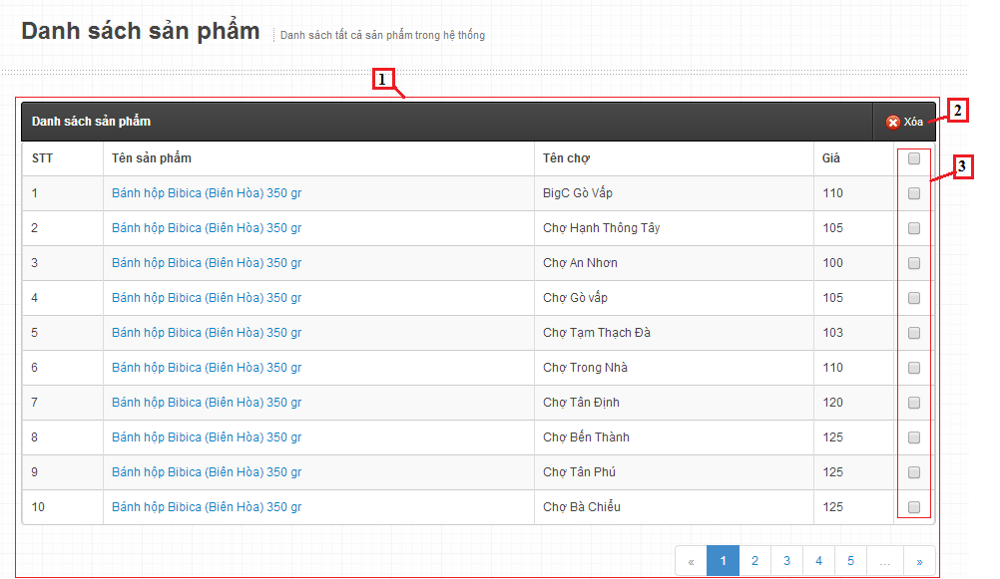 Danh sách sản phẩm Danh sách tất cả sản phẩm trong hệ thống
1
Danh sách sản phẩm Xóa 2
STT Tên sản phẩm Tên chợ Giá
3
1 Bánh hộp Bibica (Biên Hòa) 350 gr BigC Gò Vấp 110
2 Bánh hộp Bibica (Biên Hòa) 350 gr Chợ Hạnh Thông Tây 105
3 Bánh hộp Bibica (Biên Hòa) 350 gr Chợ An Nhơn 100
4 Bánh hộp Bibica (Biên Hòa) 350 gr Chợ Gò vấp 105
5 Bánh hộp Bibica (Biên Hòa) 350 gr Chợ Tạm Thạch Đà 103
6 Bánh hộp Bibica (Biên Hòa) 350 gr Chợ Trong Nhà 110
7 Bánh hộp Bibica (Biên Hòa) 350 gr Chợ Tân Định 120
8 Bánh hộp Bibica (Biên Hòa) 350 gr Chợ Bến Thành 125
9 Bánh hộp Bibica (Biên Hòa) 350 gr Chợ Tân Phú 125
10 Bánh hộp Bibica (Biên Hòa) 350 gr Chợ Bà Chiểu 125
« 1 2 3 4 5 ... »